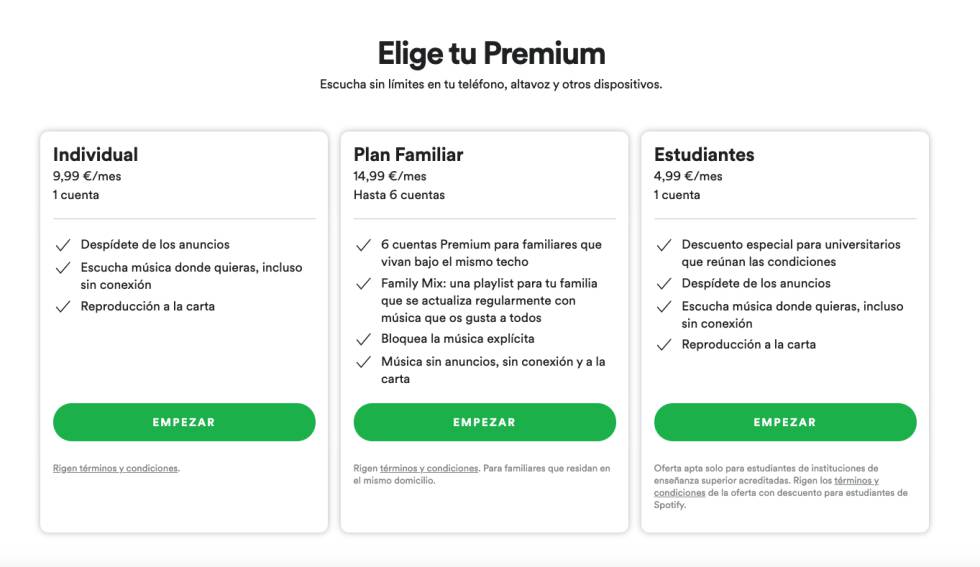 Elige tu Premium
Escucha sin límites en tu teléfono, altavoz y otros dispositivos.
Individual
9,99 €/mes
1 cuenta
Despídete de los anuncios
Escucha música donde quieras, incluso
sin conexión
Reproducción a la carta
EMPEZAR
Rigen términos y condiciones.
Plan Familiar
14,99 €/mes
Hasta 6 cuentas
6 cuentas Premium para familiares que
vivan bajo el mismo techo
Family Mix: una playlist para tu familia
que se actualiza regularmente con
música que os gusta a todos
Bloquea la música explícita
Música sin anuncios, sin conexión y a la
carta
EMPEZAR
Rigen términos y condiciones. Para familiares que residan en
el mismo domicilio.
Estudiantes
4,99 €/mes
1 cuenta
Descuento especial para universitarios
que reúnan las condiciones
Despídete de los anuncios
Escucha música donde quieras, incluso
sin conexión
Reproducción a la carta
EMPEZAR
Oferta apta solo para estudiantes de instituciones de
enseñanza superior acreditadas. Rigen los términos y
condiciones de la oferta con descuento para estudiantes de
Spotify.